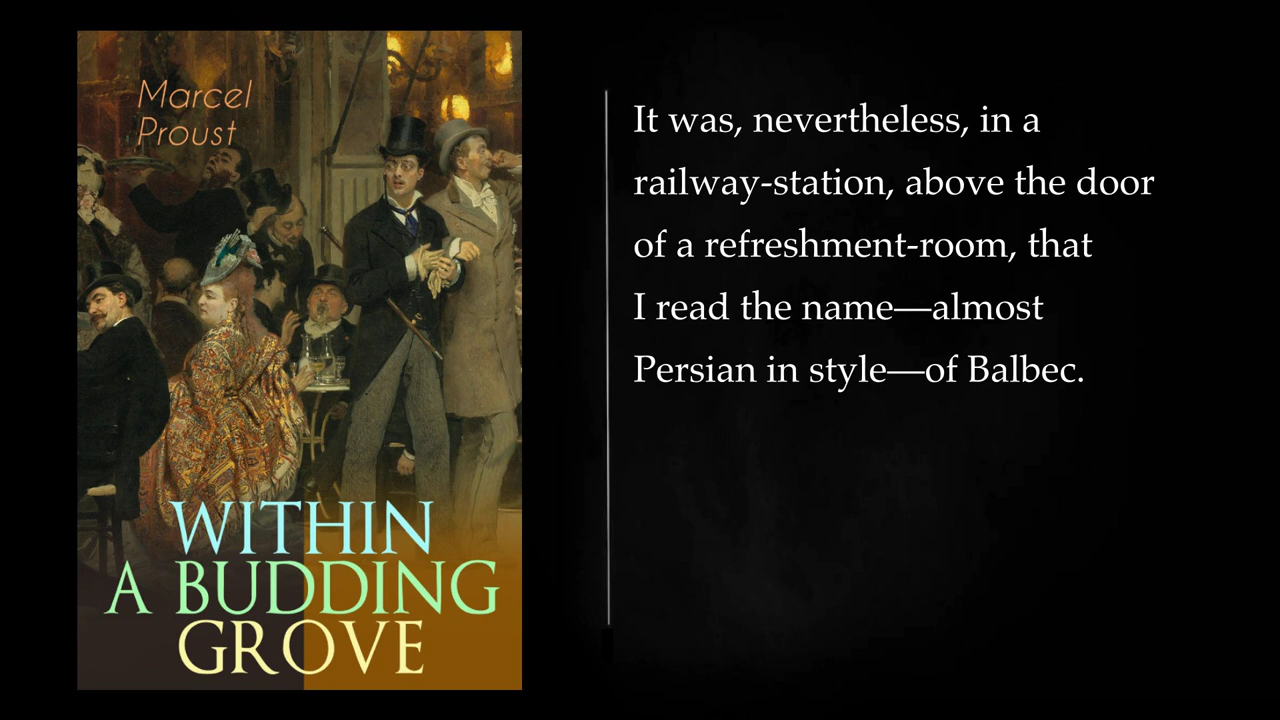 Marcel
Proust
WITHIN
A BUDDING
GROVE
It was, nevertheless, in a
railway-station, above the door
of a refreshment-room, that
I read the name—almost
Persian in style—of Balbec.